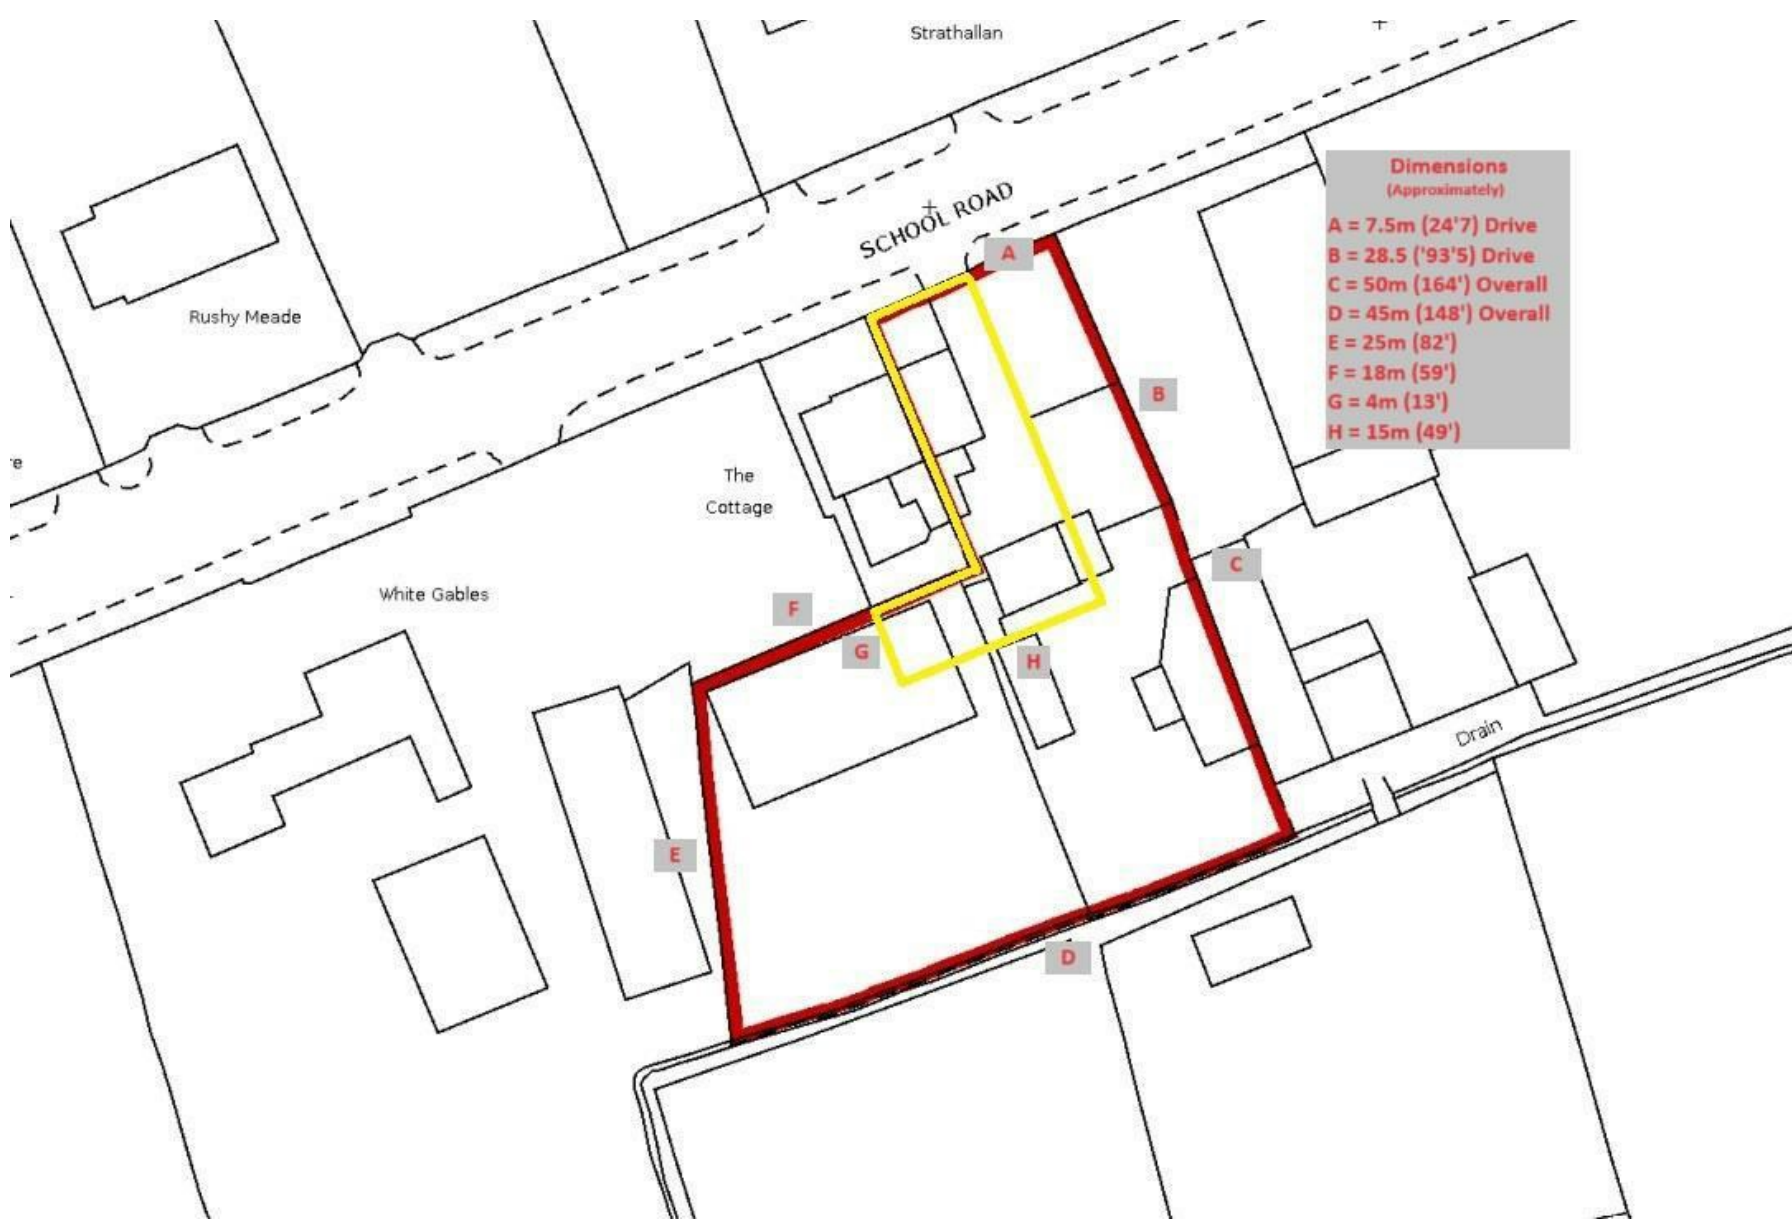 Strathallan
SCHOOL ROAD
Dimensions
(Approximately)
A = 7.5m (24'7) Drive
B = 28.5 ('93'5) Drive
C = 50m (164') Overall
D = 45m (148') Overall
E = 25m (82')
F = 18m (59')
G = 4m (13')
H = 15m (49')
A
Rushy Meade
B
re
The
Cottage
C
White Gables
F
G
H
Drain
E
D